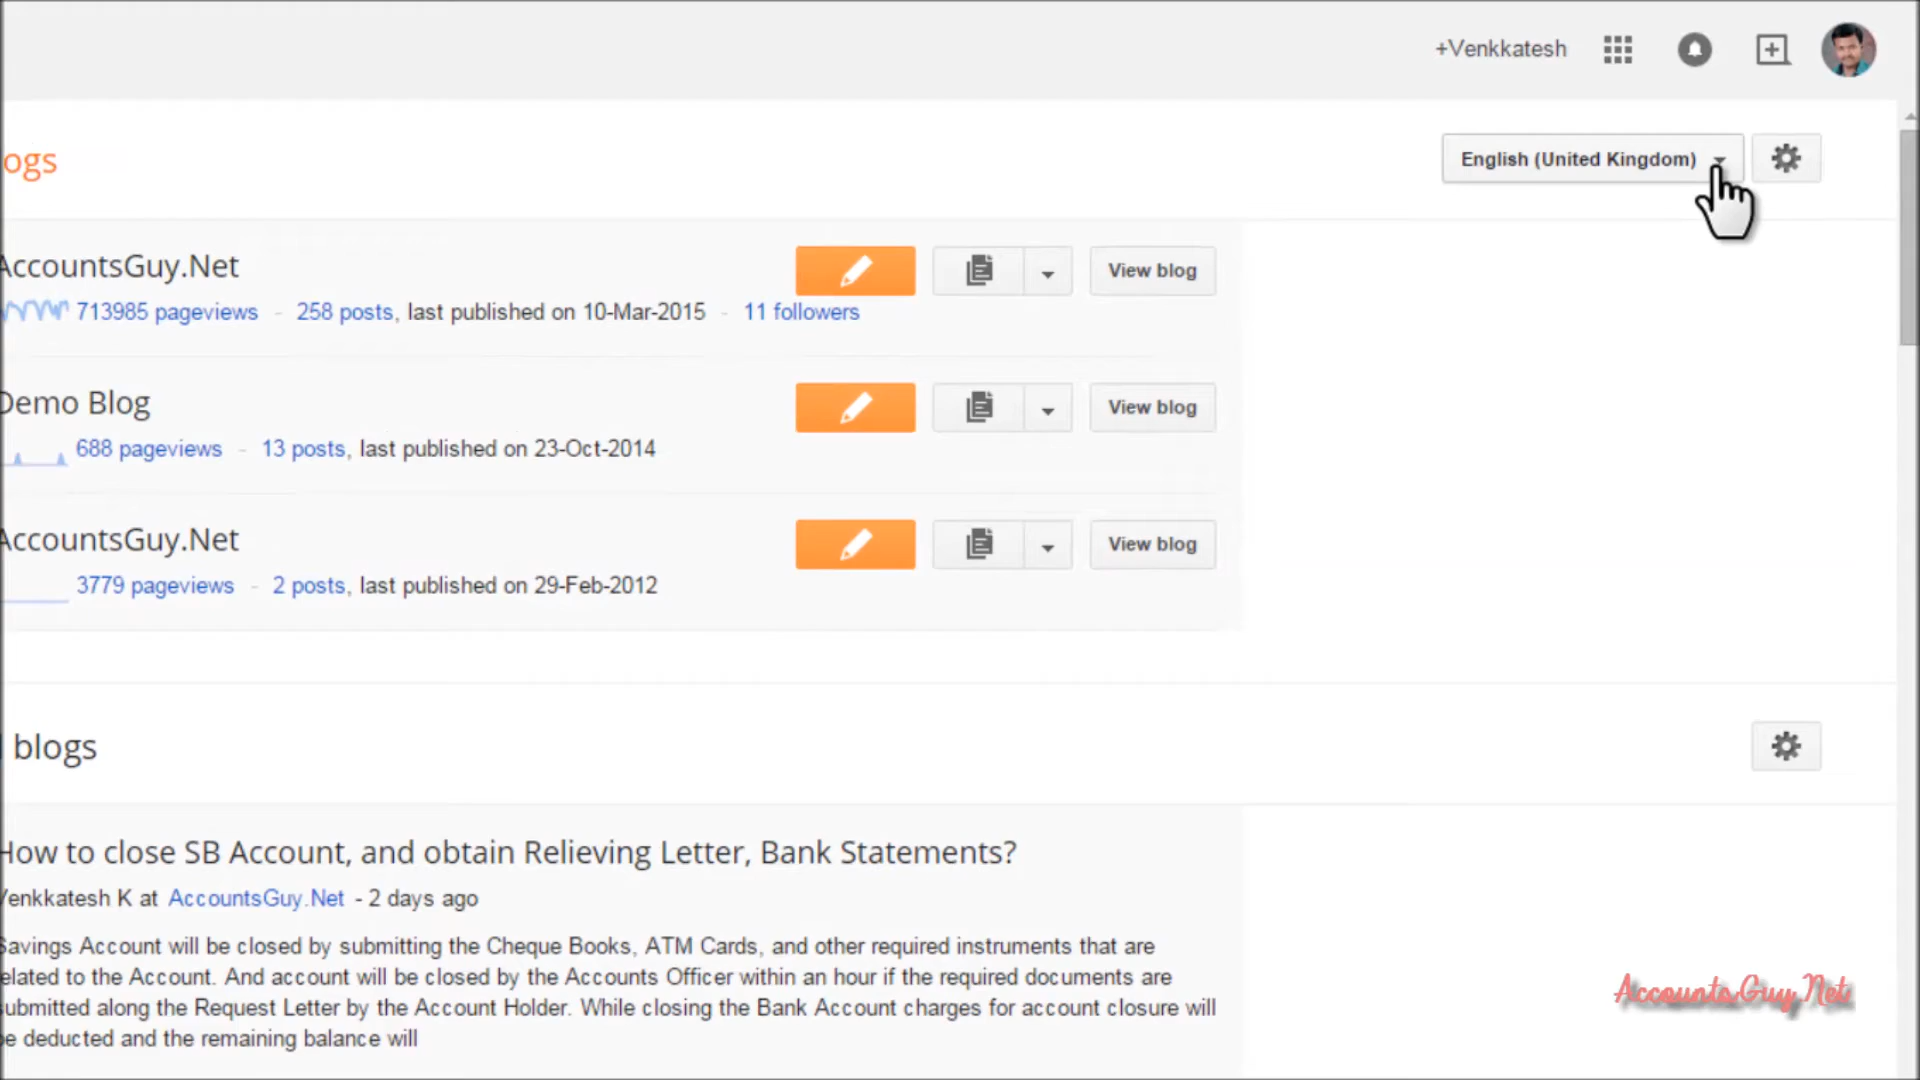 +Venkkatesh
ogs
English (United Kingdom)
AccountsGuy.Net
View blog
713985 pageviews - 258 posts, last published on 10-Mar-2015 - 11 followers
Demo Blog
View blog
688 pageviews - 13 posts, last published on 23-Oct-2014
AccountsGuy.Net
View blog
3779 pageviews - 2 posts, last published on 29-Feb-2012
blogs
How to close SB Account, and obtain Relieving Letter, Bank Statements?
Venkkatesh K at AccountsGuy.Net - 2 days ago
Savings Account will be closed by submitting the Cheque Books, ATM Cards, and other required instruments that are
elated to the Account. And account will be closed by the Accounts Officer within an hour if the required documents are
submitted along the Request Letter by the Account Holder. While closing the Bank Account charges for account closure will
be deducted and the remaining balance will
AccountsGuy.Net